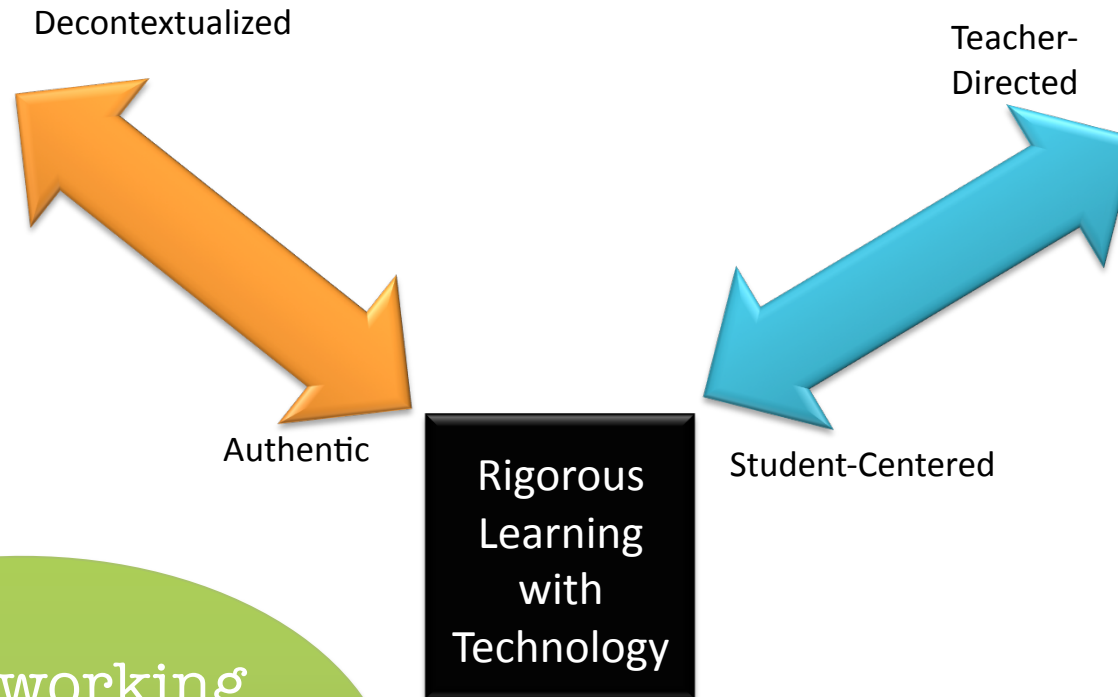 Decontextualized
Teacher-
Directed
Authentic
Student-Centered
Rigorous
Learning
with
Technology
working